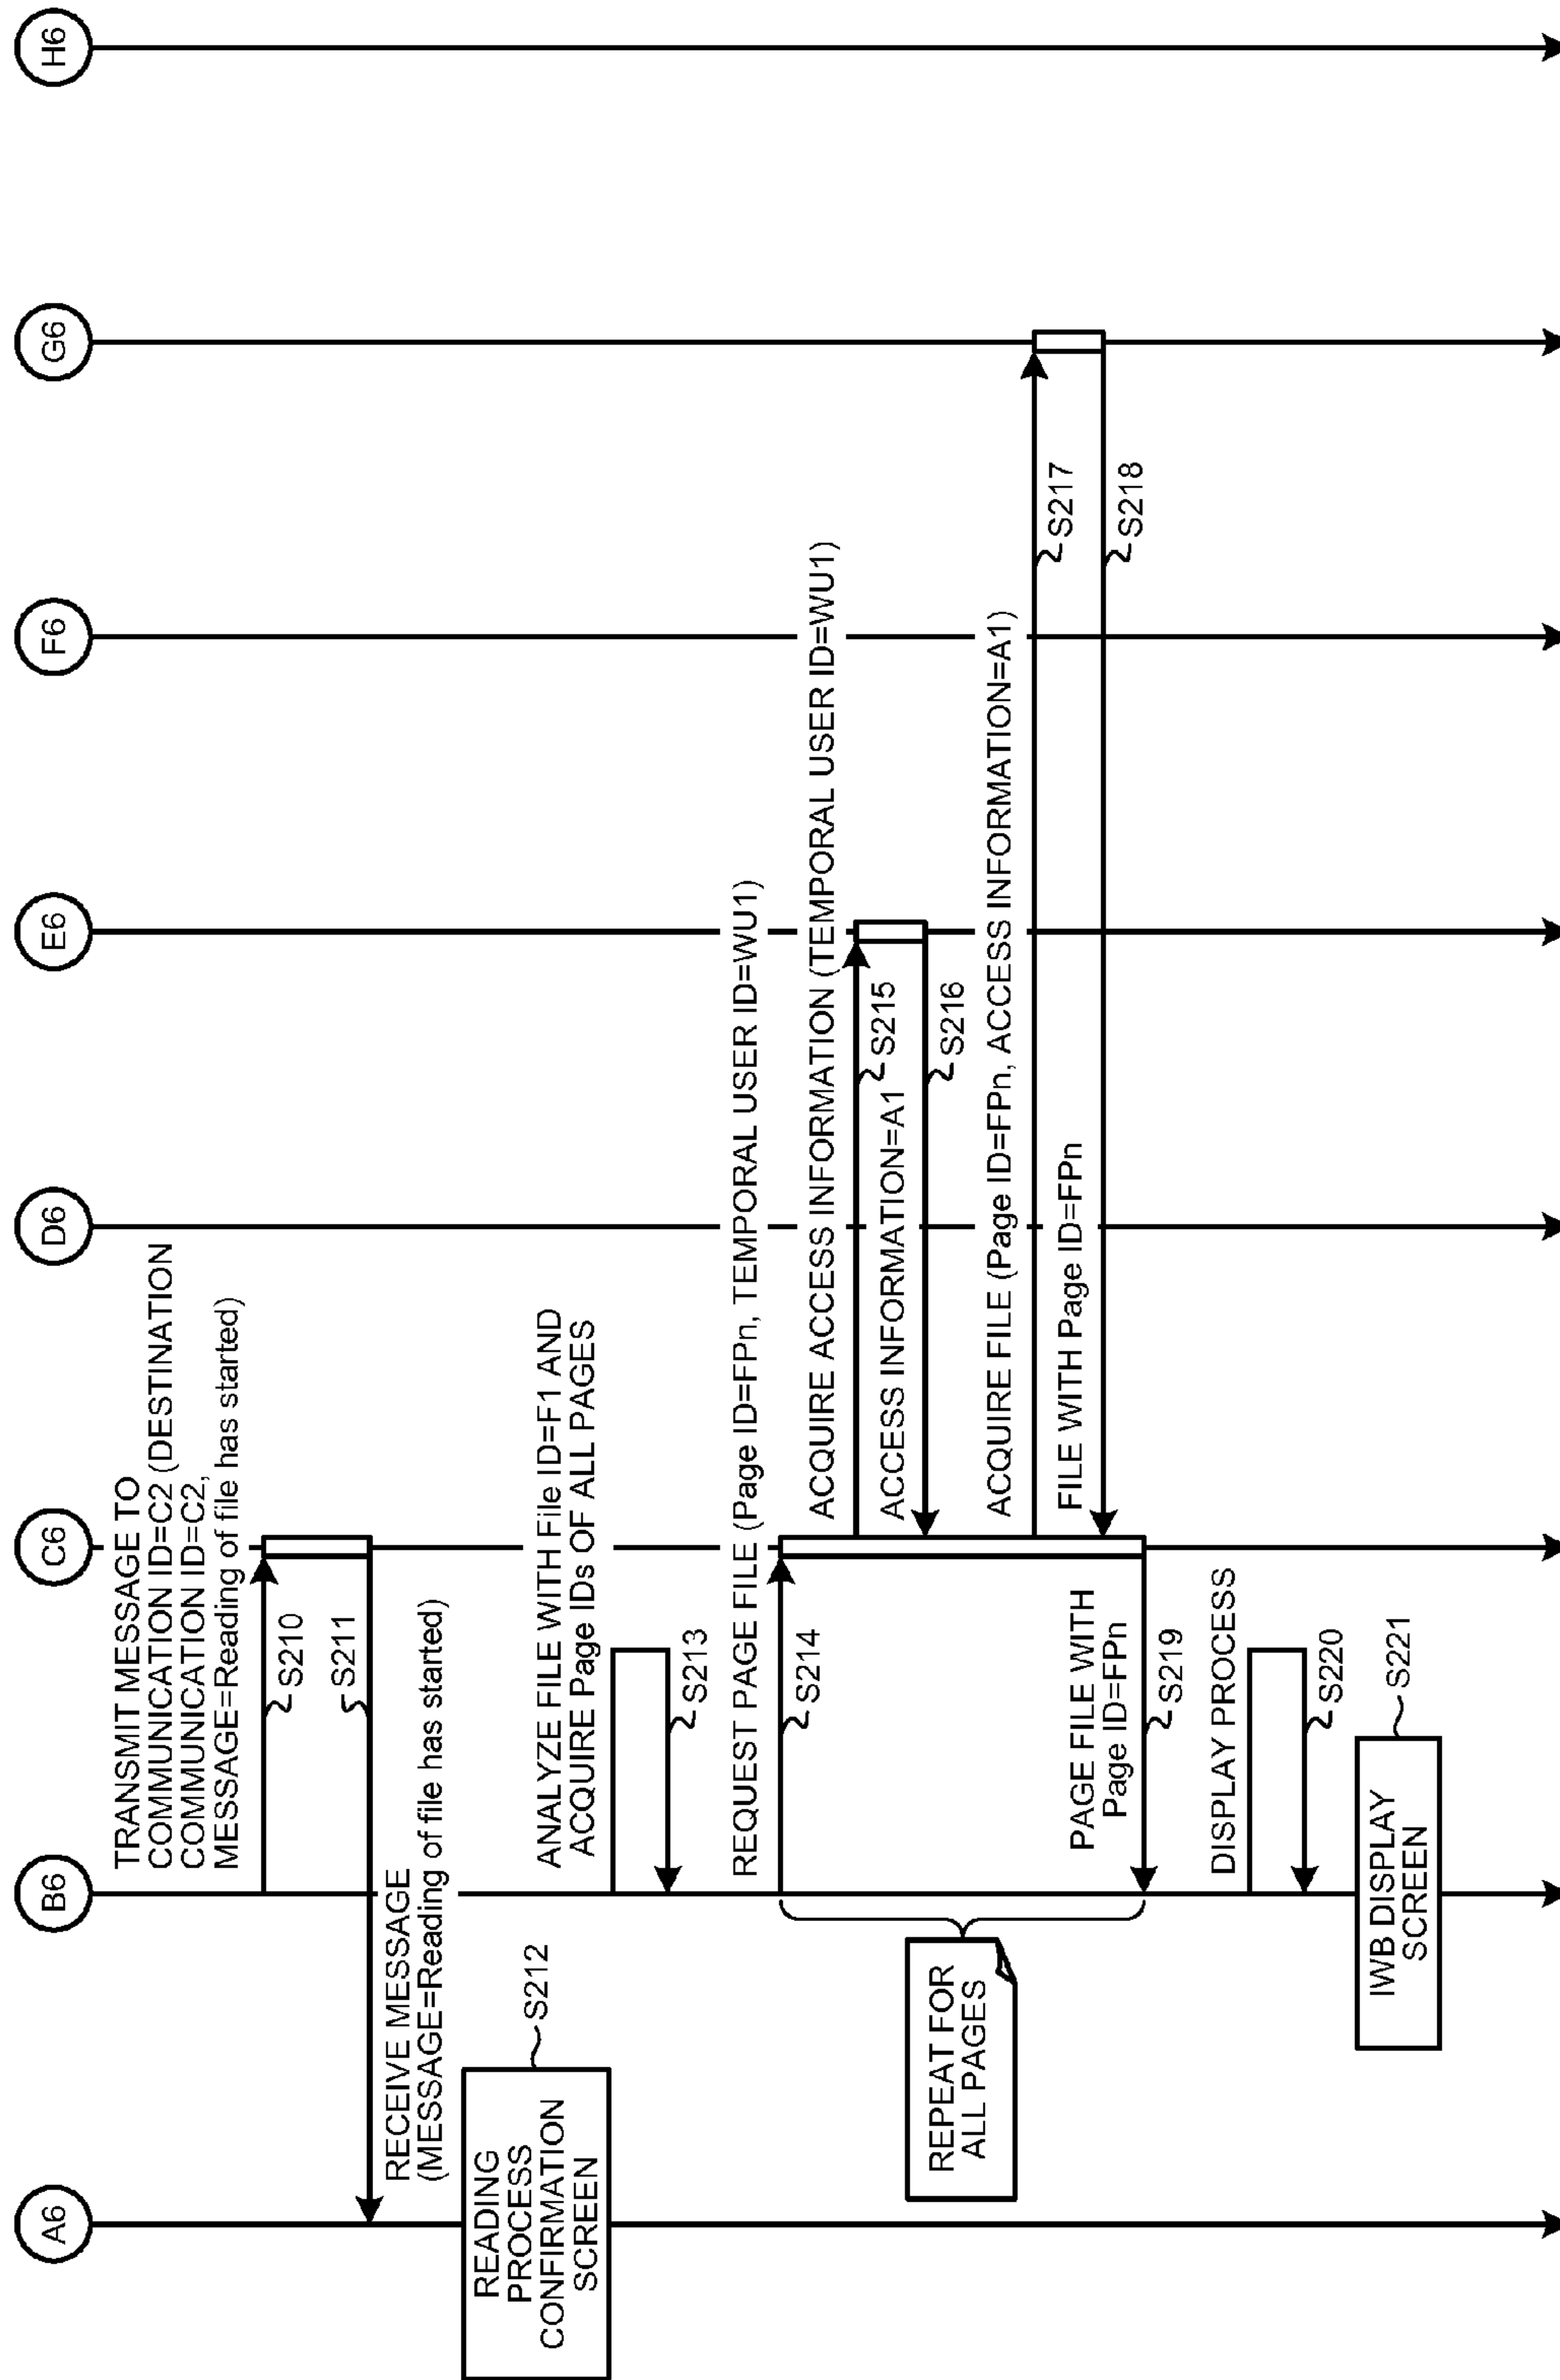 A6
B6
C6
D6
E6
F6
G6
H6
TRANSMIT MESSAGE TO
COMMUNICATION ID=C2 (DESTINATION
COMMUNICATION ID=C2,
MESSAGE=Reading of file has started)
S210
S211
RECEIVE MESSAGE
(MESSAGE=Reading of file has started)
READING
PROCESS
CONFIRMATION
SCREEN
S212
ANALYZE FILE WITH File ID=F1 AND
ACQUIRE Page IDs OF ALL PAGES
S213
REQUEST PAGE FILE (Page ID=FPn, TEMPORAL USER ID=WU1)
S214
ACQUIRE ACCESS INFORMATION (TEMPORAL USER ID=WU1)
S215
ACCESS INFORMATION=A1
S216
REPEAT FOR
ALL PAGES
ACQUIRE FILE (Page ID=FPn, ACCESS INFORMATION=A1)
S217
FILE WITH Page ID=FPn
S218
PAGE FILE WITH
Page ID=FPn
S219
DISPLAY PROCESS
S220
IWB DISPLAY
SCREEN
S221